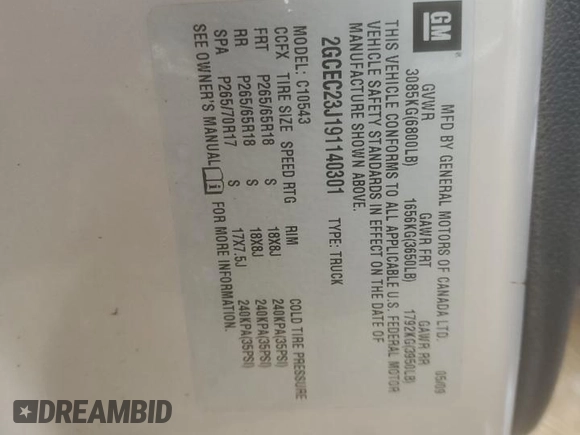 GM
MFD BY GENERAL MOTORS OF CANADA LTD. 05/09
GVWR GAWR FRT GAWR RR
3085KG(6800LB) 1656KG(3650LB) 1792KG(3950LB)
THIS VEHICLE CONFORMS TO ALL APPLICABLE U.S. FEDERAL MOTOR
VEHICLE SAFETY STANDARDS IN EFFECT ON THE DATE OF
MANUFACTURE SHOWN ABOVE.
2GCEC23J191140301 TYPE: TRUCK
MODEL: C10543
CCFX TIRE SIZE SPEED RTG RIM COLD TIRE PRESSURE
FRT P265/65R18 S 18X8J 240KPA(35PSI)
RR P265/65R18 S 18X8J 240KPA(35PSI)
SPA P265/70R17 S 17X7.5J 240KPA(35PSI)
SEE OWNER'S MANUAL i FOR MORE INFORMATION.
DREAMBID